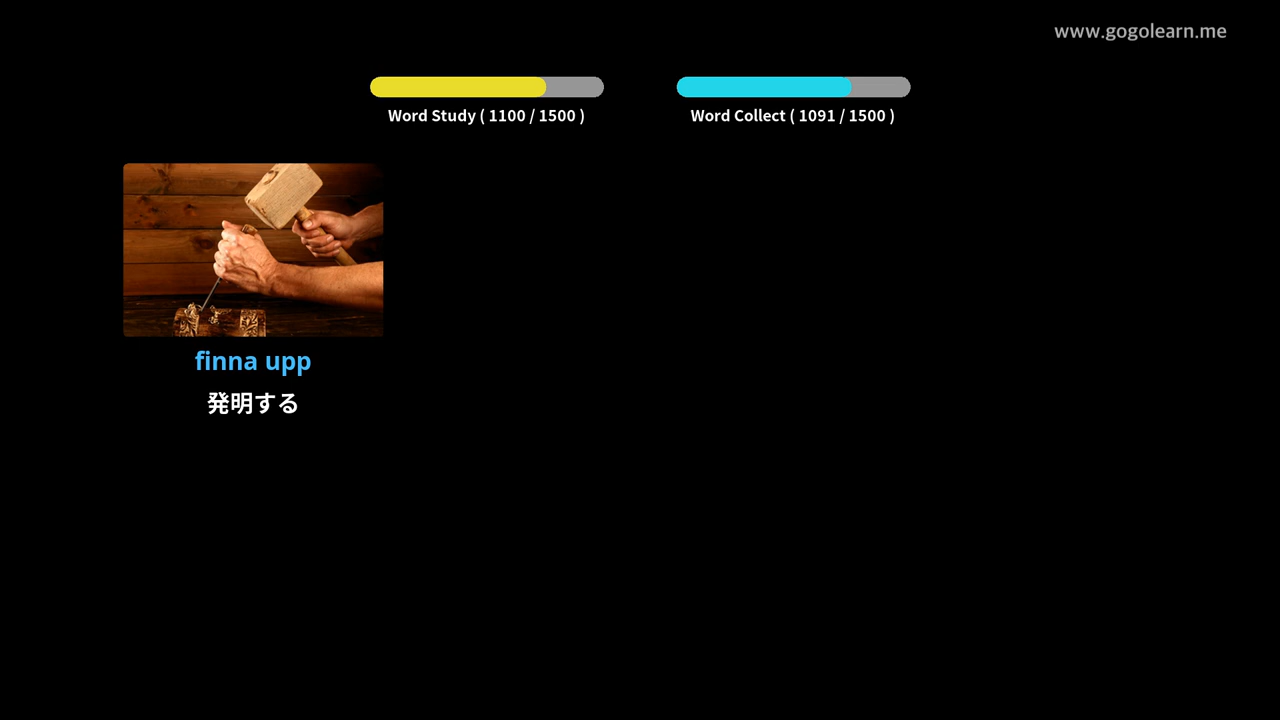 www.gogolearn.me
Word Study ( 1100 / 1500 )
Word Collect ( 1091 / 1500 )
finna upp
発明する